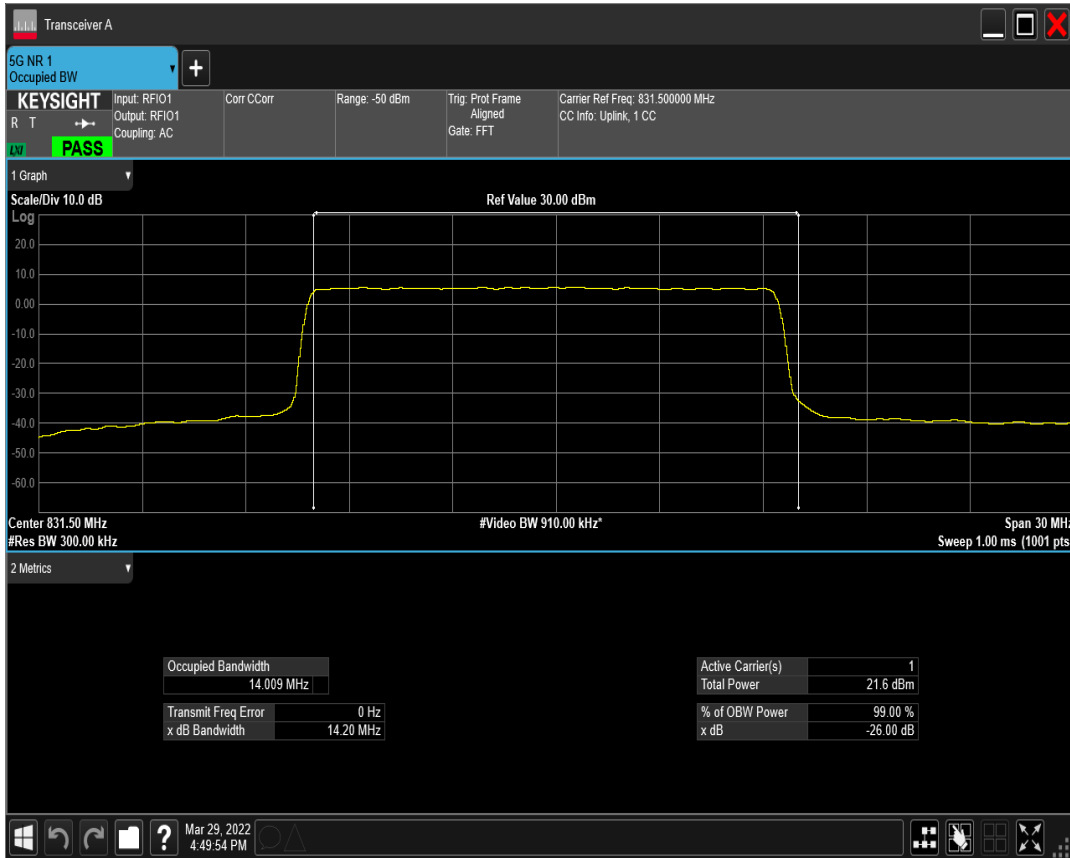 Transceiver A
5G NR 1
Occupied BW
KEYSIGHT
R T
LXI
PASS
Input: RFIO1
Output: RFIO1
Coupling: AC
Corr CCorr
Range: -50 dBm
Trig: Prot Frame
Aligned
Gate: FFT
Carrier Ref Freq: 831.500000 MHz
CC Info: Uplink, 1 CC
1 Graph
Scale/Div 10.0 dB
Ref Value 30.00 dBm
Log
20.0
10.0
0.00
-10.0
-20.0
-30.0
-40.0
-50.0
-60.0
Center 831.50 MHz
#Video BW 910.00 kHz*
Span 30 MHz
#Res BW 300.00 kHz
Sweep 1.00 ms (1001 pts
2 Metrics
Occupied Bandwidth
14.009 MHz
Transmit Freq Error 0 Hz
x dB Bandwidth 14.20 MHz
Active Carrier(s) 1
Total Power 21.6 dBm
% of OBW Power 99.00 %
x dB -26.00 dB
?
Mar 29, 2022
4:49:54 PM